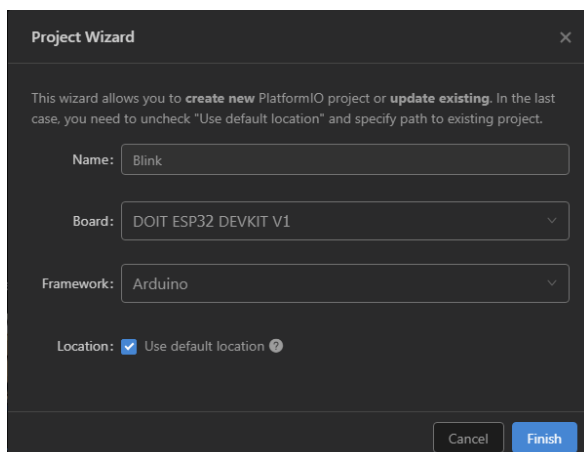 Project Wizard
This wizard allows you to create new PlatformIO project or update existing. In the last
case, you need to uncheck "Use default location" and specify path to existing project.
Name: Blink
Board: DOIT ESP32 DEVKIT V1
Framework: Arduino
Location: Use default location ?
Cancel Finish